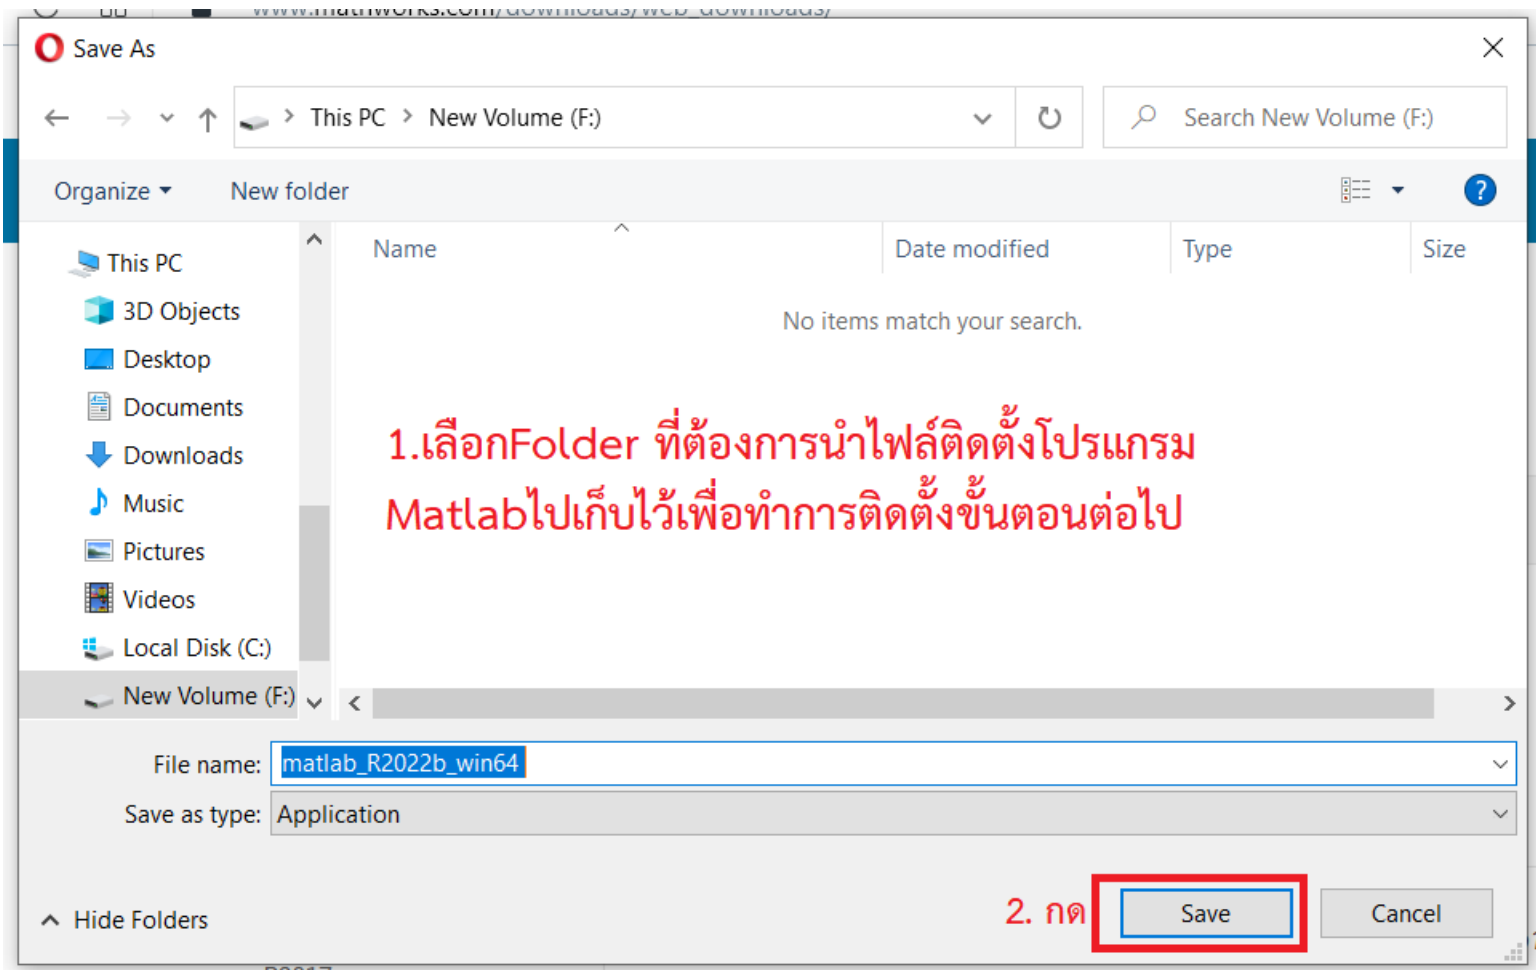 www.mathworks.com/downloads/web_downloads/
Save As
This PC > New Volume (F:)
Search New Volume (F:)
Organize
New folder
Name
Date modified
Type
Size
This PC
3D Objects
Desktop
Documents
Downloads
Music
Pictures
Videos
Local Disk (C:)
New Volume (F:)
No items match your search.
1.เลือกFolder ที่ต้องการนำไฟล์ติดตั้งโปรแกรม
Matlabไปเก็บไว้เพื่อทำการติดตั้งขั้นตอนต่อไป
File name: matlab_R2022b_win64
Save as type: Application
Hide Folders
2. กด
Save
Cancel